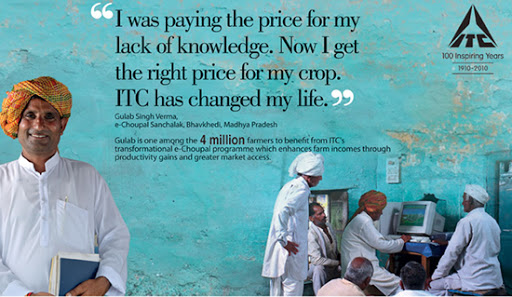 “I was paying the price for my
lack of knowledge. Now I get
the right price for my crop.
ITC has changed my life.”
Gulab Singh Verma,
e-Choupal Sanchalak, Bhavkhedi, Madhya Pradesh
Gulab is one among the 4 million farmers to benefit from ITC's
transformational e-Choupal programme which enhances farm incomes through
productivity gains and greater market access.
ITC
100 Inspiring Years
1910-2010